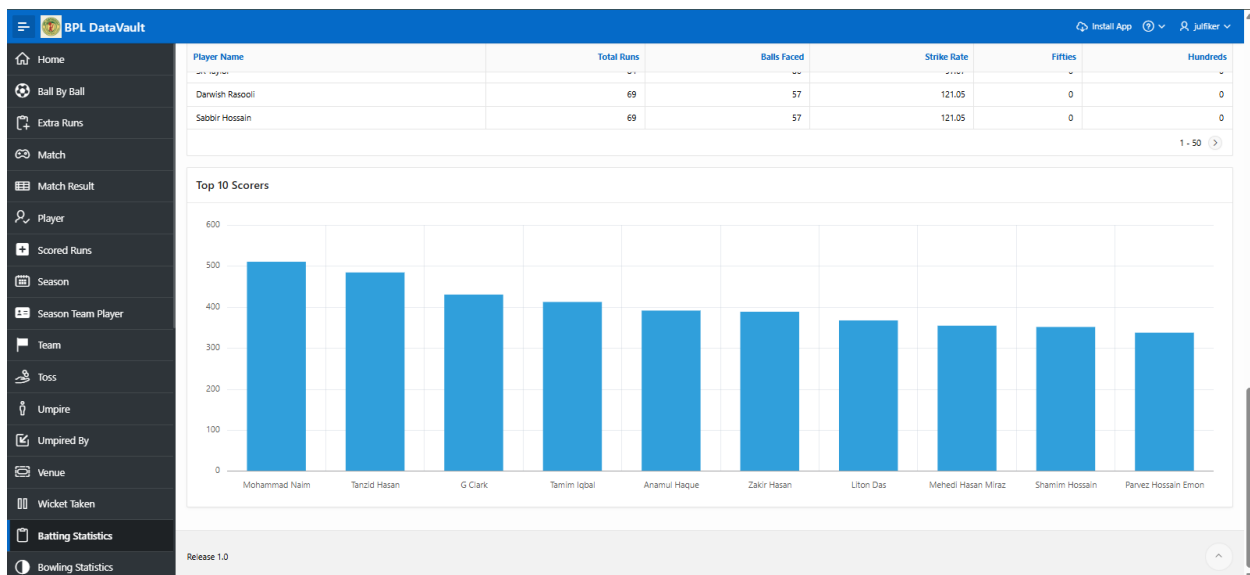 BPL DataVault
Install App
julfiker
Home
Ball By Ball
Extra Runs
Match
Match Result
Player
Scored Runs
Season
Season Team Player
Team
Toss
Umpire
Umpired By
Venue
Wicket Taken
Batting Statistics
Bowling Statistics
Player Name Total Runs Balls Faced Strike Rate Fifties Hundreds
Darwish Rasooli 69 57 121.05 0 0
Sabbir Hossain 69 57 121.05 0 0
1 - 50
Top 10 Scorers
600
500
400
300
200
100
0
Mohammad Naim Tanzid Hasan G Clark Tamim Iqbal Anamul Haque Zakir Hasan Liton Das Mehedi Hasan Miraz Shamim Hossain Parvez Hossain Emon
Release 1.0